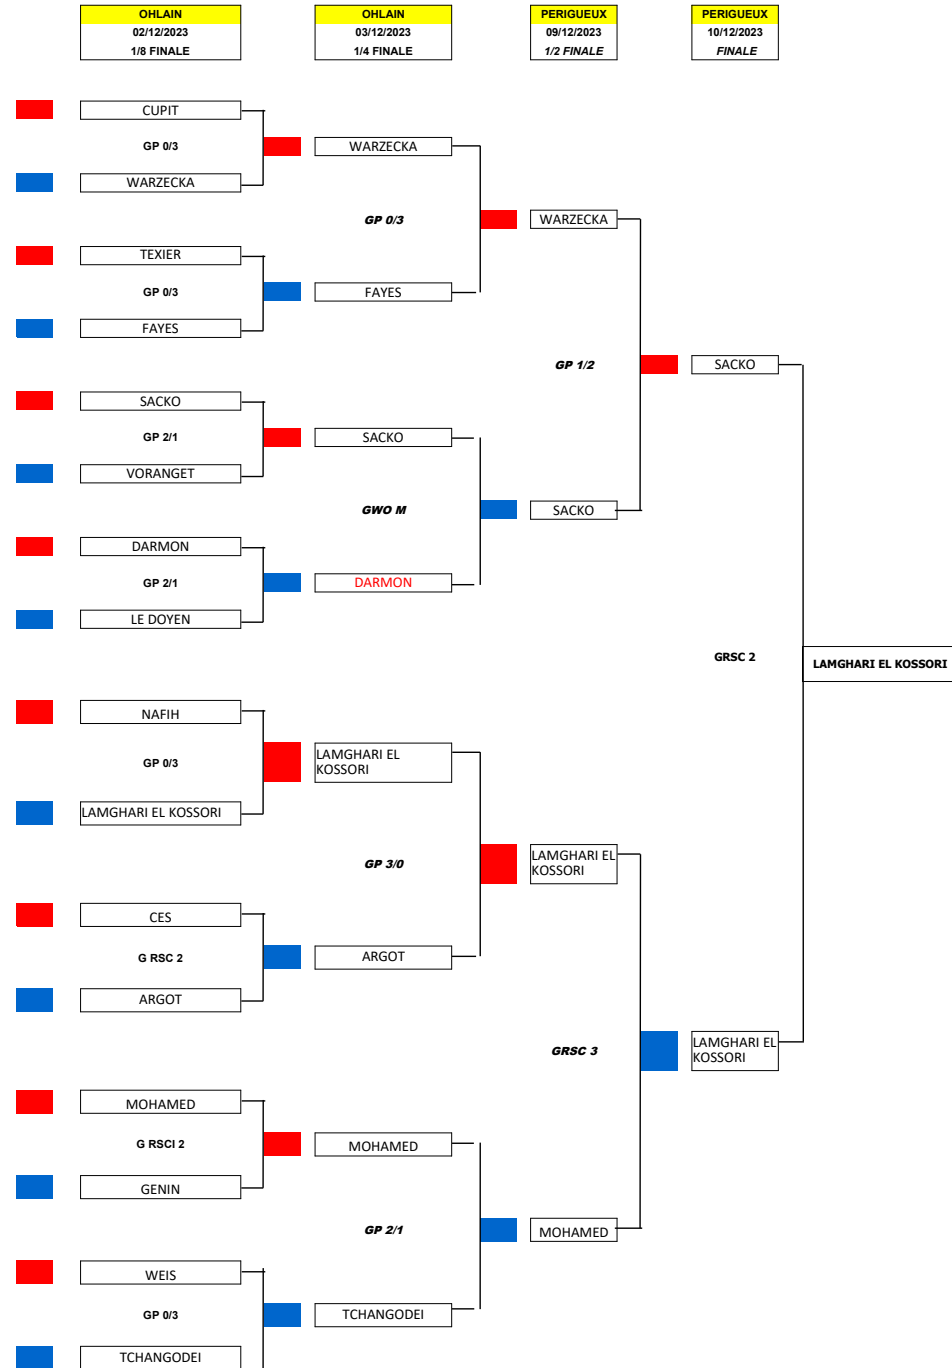 OHLAIN
02/12/2023
1/8 FINALE
OHLAIN
03/12/2023
1/4 FINALE
PERIGUEUX
09/12/2023
1/2 FINALE
PERIGUEUX
10/12/2023
FINALE
CUPIT
GP 0/3
WARZECKA
TEXIER
GP 0/3
FAYES
SACKO
GP 2/1
VORANGET
DARMON
GP 2/1
LE DOYEN
NAFIH
GP 0/3
LAMGHARI EL KOSSORI
CES
G RSC 2
ARGOT
MOHAMED
G RSCI 2
GENIN
WEIS
GP 0/3
TCHANGODEI
WARZECKA
GP 0/3
FAYES
SACKO
GWO M
DARMON
LAMGHARI EL
KOSSORI
GP 3/0
ARGOT
MOHAMED
GP 2/1
TCHANGODEI
WARZECKA
GP 1/2
SACKO
LAMGHARI EL
KOSSORI
GRSC 3
MOHAMED
SACKO
GRSC 2
LAMGHARI EL
KOSSORI
LAMGHARI EL KOSSORI